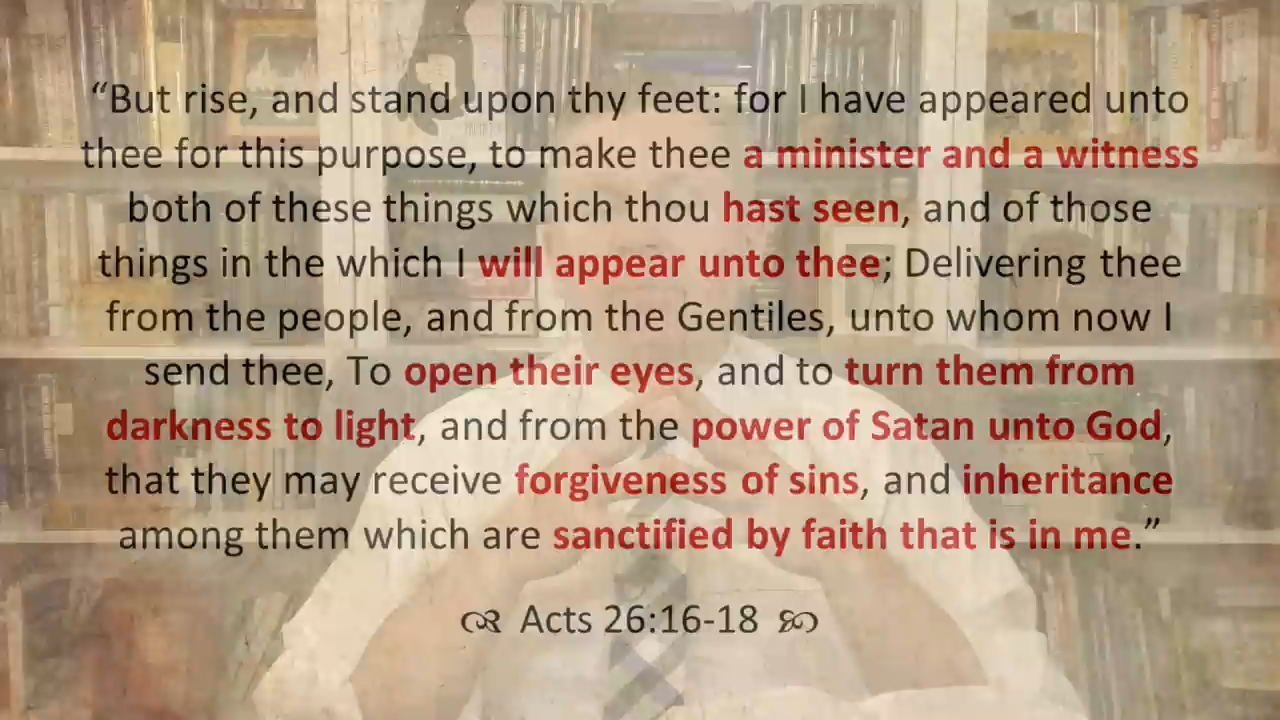 “But rise, and stand upon thy feet: for I have appeared unto
thee for this purpose, to make thee a minister and a witness
both of these things which thou hast seen, and of those
things in the which I will appear unto thee; Delivering thee
from the people, and from the Gentiles, unto whom now I
send thee, To open their eyes, and to turn them from
darkness to light, and from the power of Satan unto God,
that they may receive forgiveness of sins, and inheritance
among them which are sanctified by faith that is in me.”
Acts 26:16-18